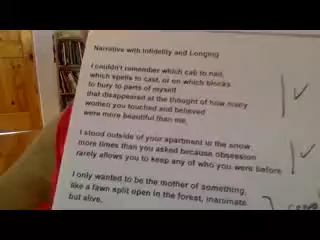 Narrative with Infidelity and Longing
I couldn't remember which cat to nail,
which spells to cast, or on which blocks
to bury to parts of myself
that disappeared at the thought of how many
women you touched and believed
were more beautiful than me.
I stood outside of your apartment in the snow
more times than you asked because obsession
rarely allows you to keep any of who you were before
I only wanted to be the mother of something,
like a fawn split open in the forest, inanimate
but alive.